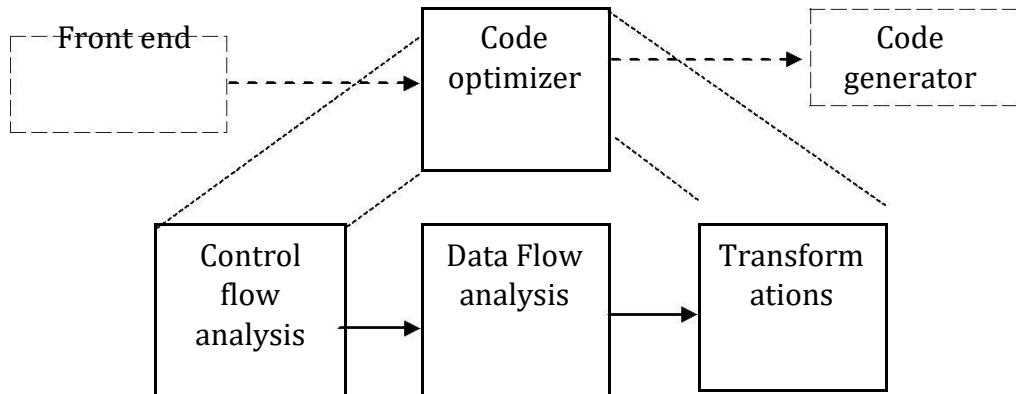 Front end
Code
optimizer
Code
generator
Control
flow
analysis
Data Flow
analysis
Transform
ations